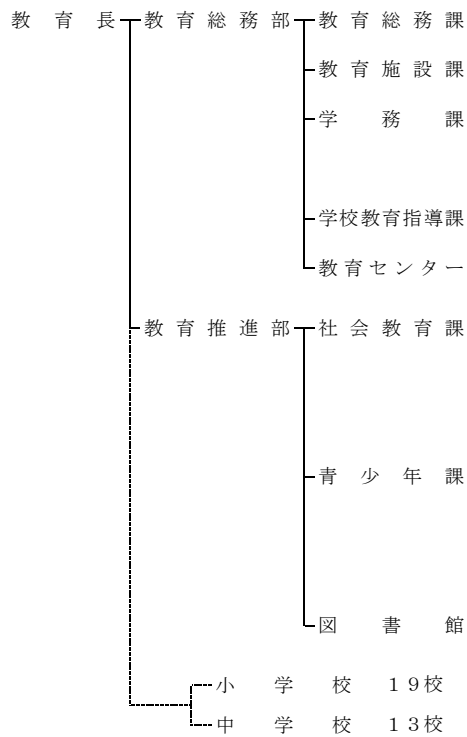 教育長 教育総務部 教育総務課
教育施設課
学務課
学校教育指導課
教育センター
教育推進部 社会教育課
青少年課
図書館
小学校 19校
中学校 13校